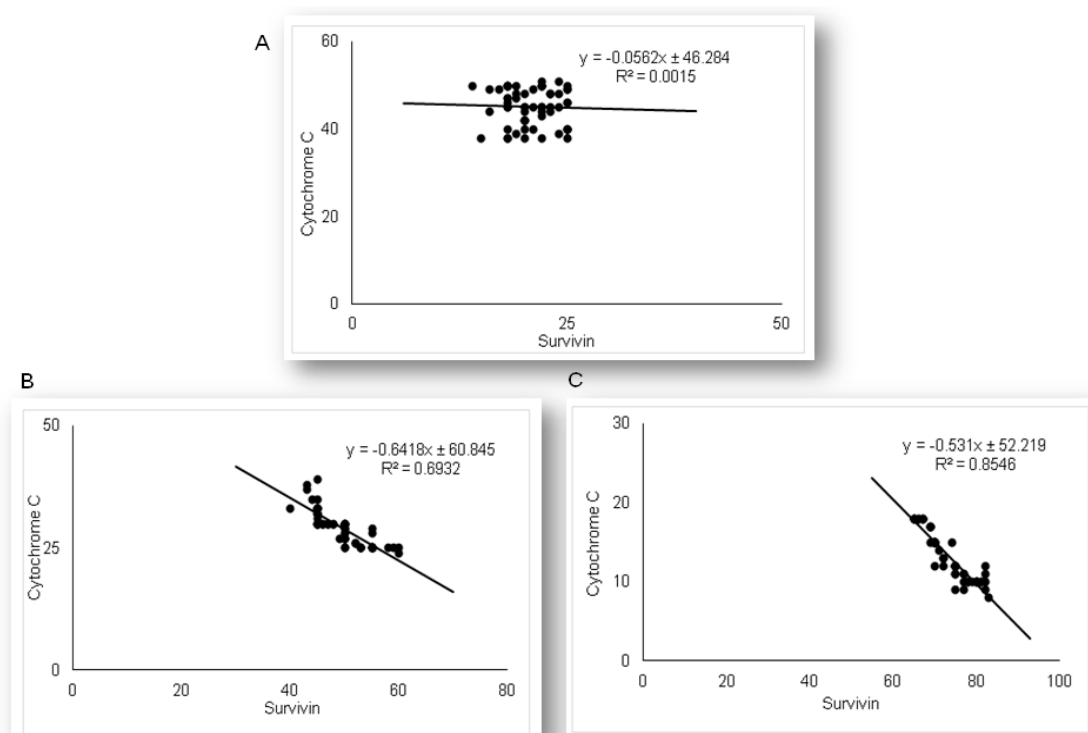 A
60
y = -0.0562x ± 46.284
R² = 0.0015
40
Cytochrome C
20
0
0 25 50
Survivin
B
50
y = -0.6418x ± 60.845
R² = 0.6932
Cytochrome C
25
0
0 20 40 60 80
Survivin
C
30
y = -0.531x ± 52.219
R² = 0.8546
20
Cytochrome C
10
0
0 20 40 60 80 100
Survivin